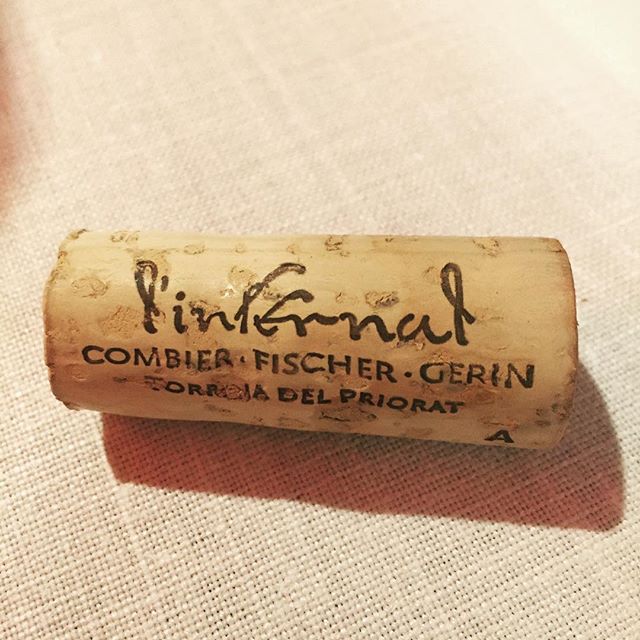 l'infernal
COMBIER · FISCHER · GERIN
TORROJA DEL PRIORAT
A